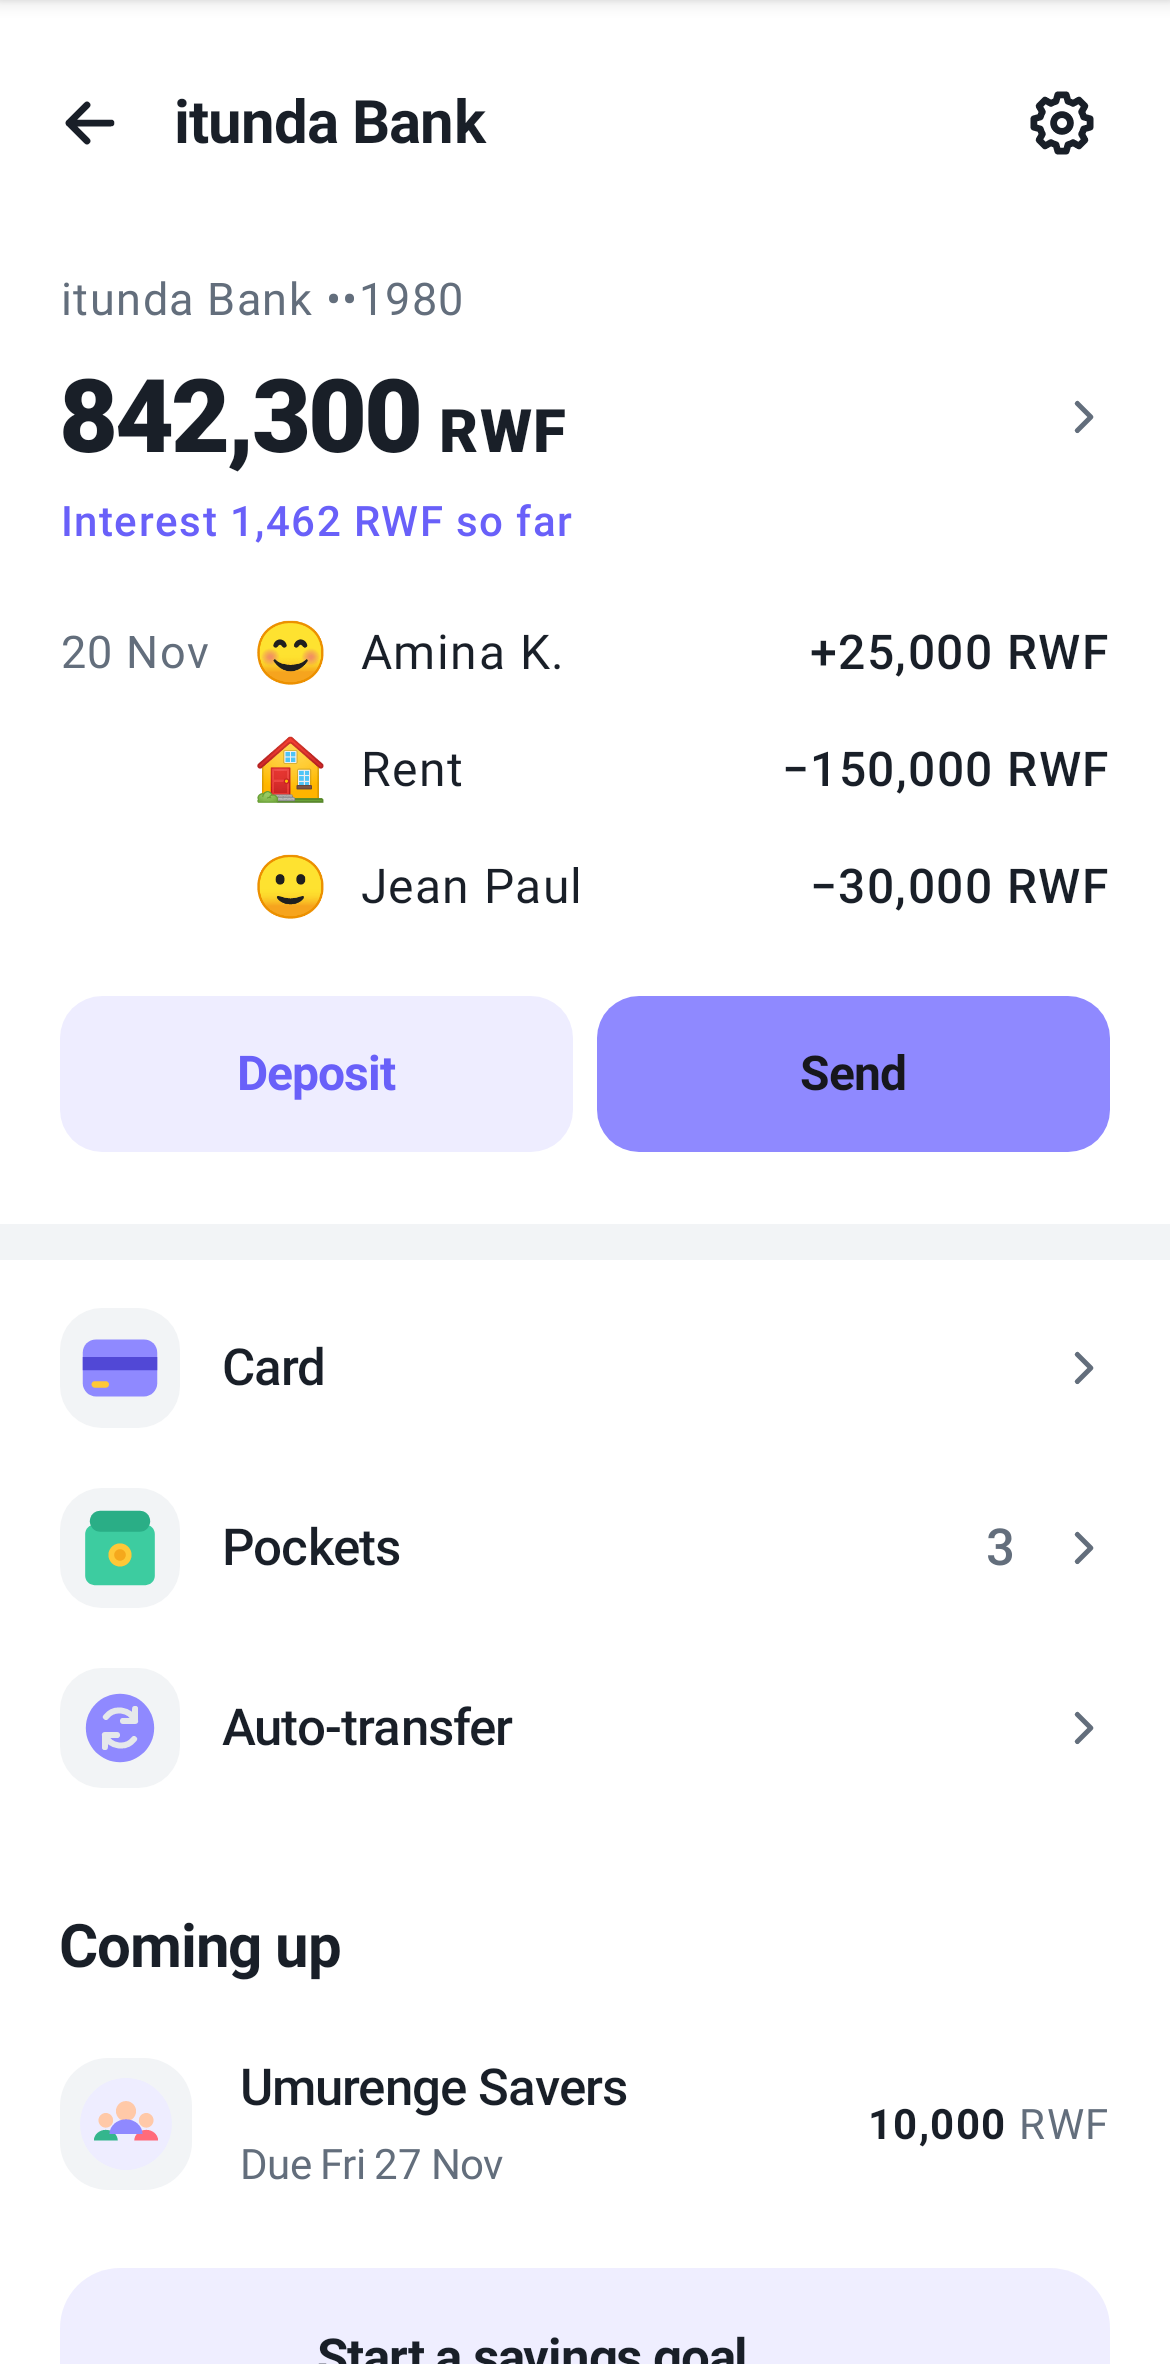 itunda Bank
itunda Bank ••1980
842,300 RWF
Interest 1,462 RWF so far
20 Nov Amina K. +25,000 RWF
Rent −150,000 RWF
Jean Paul −30,000 RWF
Deposit Send
Card
Pockets 3
Auto-transfer
Coming up
Umurenge Savers
10,000 RWF
Due Fri 27 Nov
Start a savings goal